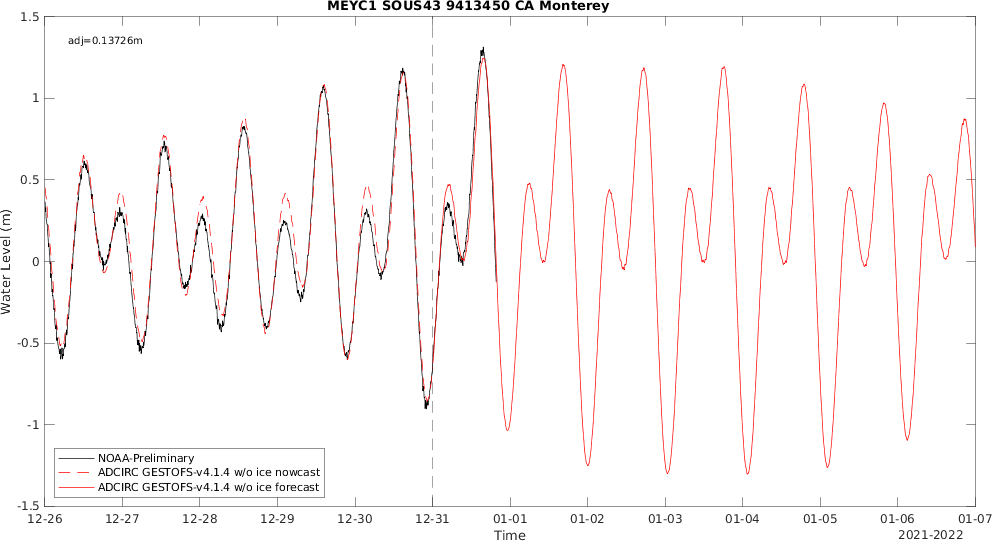 MEYC1 SOUS43 9413450 CA Monterey
adj=0.13726m
1.5
1
0.5
0
-0.5
-1
-1.5
Water Level (m)
NOAA-Preliminary
ADCIRC GESTOFS-v4.1.4 w/o ice nowcast
ADCIRC GESTOFS-v4.1.4 w/o ice forecast
12-26 12-27 12-28 12-29 12-30 12-31 01-01 01-02 01-03 01-04 01-05 01-06 01-07
Time
2021-2022